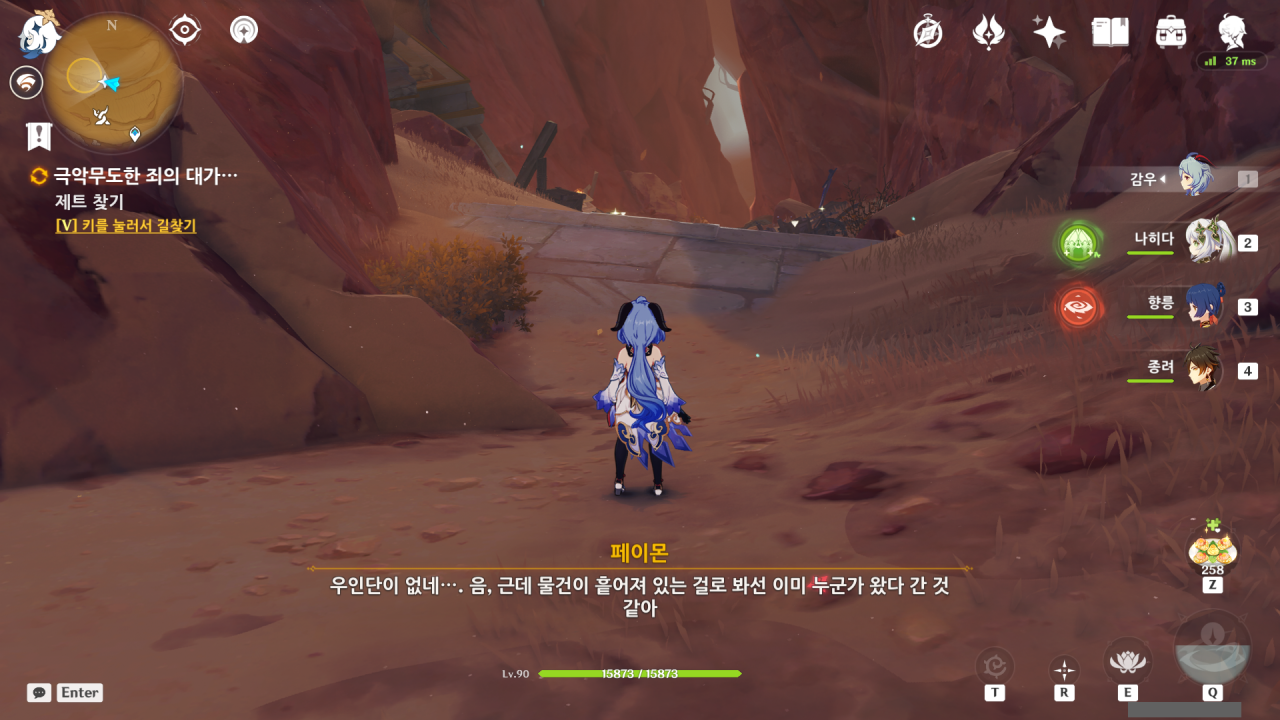 N
37 ms
극악무도한 죄의 대가…
제트 찾기
[V] 키를 눌러서 길찾기
감우
1
나히다
2
향릉
3
종려
4
페이몬
우인단이 없네…. 음, 근데 물건이 흩어져 있는 걸로 봐선 이미 누군가 왔다 간 것
같아
258
Z
Lv.90
15873 / 15873
Enter
T
R
E
Q